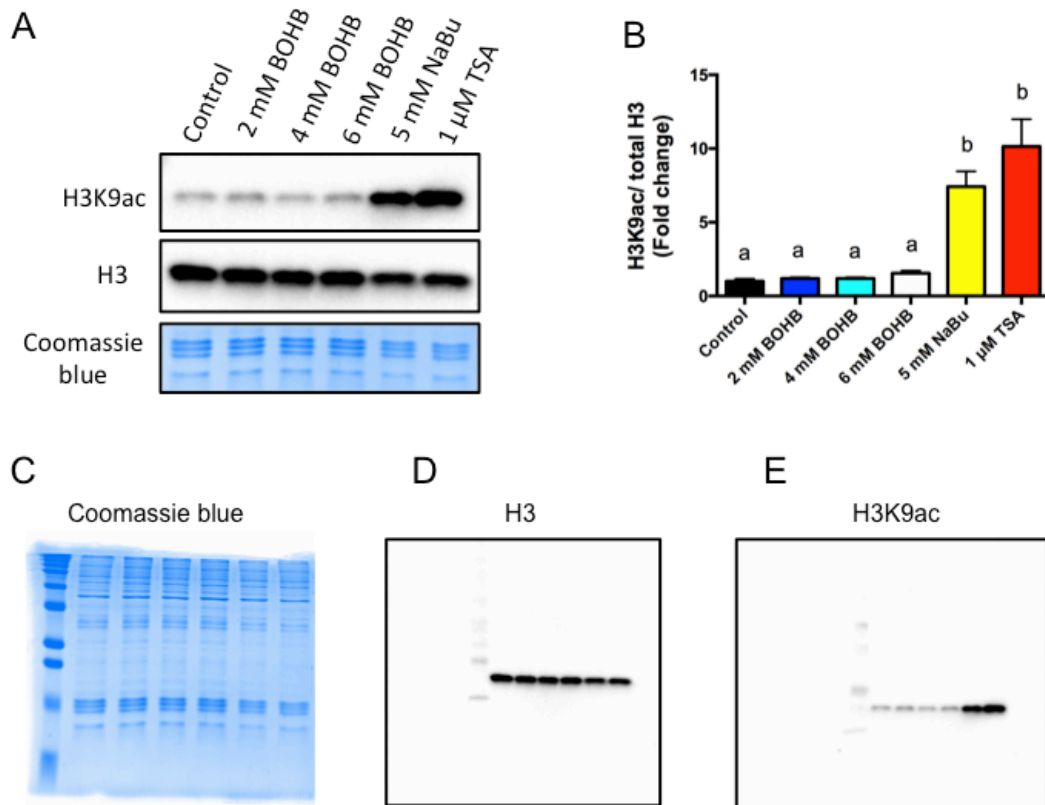 A
Control
2 mM BOHB
4 mM BOHB
6 mM BOHB
5 mM NaBu
1 µM TSA
H3K9ac
H3
Coomassie
blue
B
H3K9ac/ total H3
(Fold change)
15
10
5
0
a
a
a
a
b
b
Control
2 mM BOHB
4 mM BOHB
6 mM BOHB
5 mM NaBu
1 µM TSA
C
Coomassie blue
D
H3
E
H3K9ac